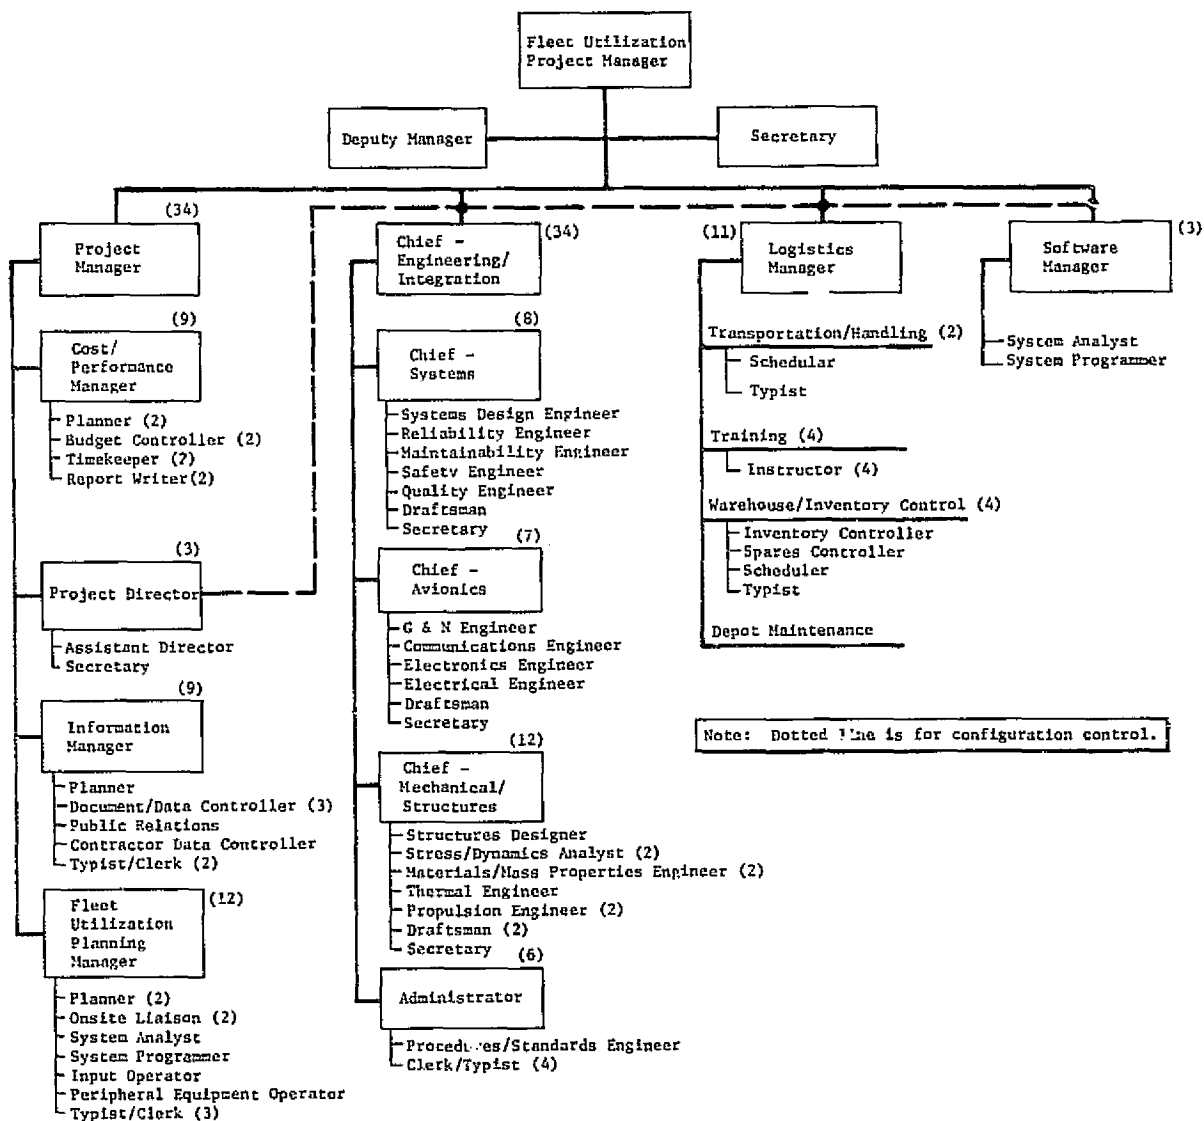 Fleet Utilization
Project Manager
Deputy Manager
Secretary
(34)
Project
Manager
(9)
Cost/
Performance
Manager
Planner (2)
Budget Controller (2)
Timekeeper (2)
Report Writer(2)
(3)
Project Director
Assistant Director
Secretary
(9)
Information
Manager
Planner
Document/Data Controller (3)
Public Relations
Contractor Data Controller
Typist/Clerk (2)
(12)
Fleet
Utilization
Planning
Manager
Planner (2)
Onsite Liaison (2)
System Analyst
System Programmer
Input Operator
Peripheral Equipment Operator
Typist/Clerk (3)
(34)
Chief -
Engineering/
Integration
(8)
Chief -
Systems
Systems Design Engineer
Reliability Engineer
Maintainability Engineer
Safety Engineer
Quality Engineer
Draftsman
Secretary
(7)
Chief -
Avionics
G & N Engineer
Communications Engineer
Electronics Engineer
Electrical Engineer
Draftsman
Secretary
(12)
Chief -
Mechanical/
Structures
Structures Designer
Stress/Dynamics Analyst (2)
Materials/Mass Properties Engineer (2)
Thermal Engineer
Propulsion Engineer (2)
Draftsman (2)
Secretary
(6)
Administrator
Procedures/Standards Engineer
Clerk/Typist (4)
(11)
Logistics
Manager
Transportation/Handling (2)
Schedular
Typist
Training (4)
Instructor (4)
Warehouse/Inventory Control (4)
Inventory Controller
Spares Controller
Scheduler
Typist
Depot Maintenance
(3)
Software
Manager
System Analyst
System Programmer
Note: Dotted line is for configuration control.